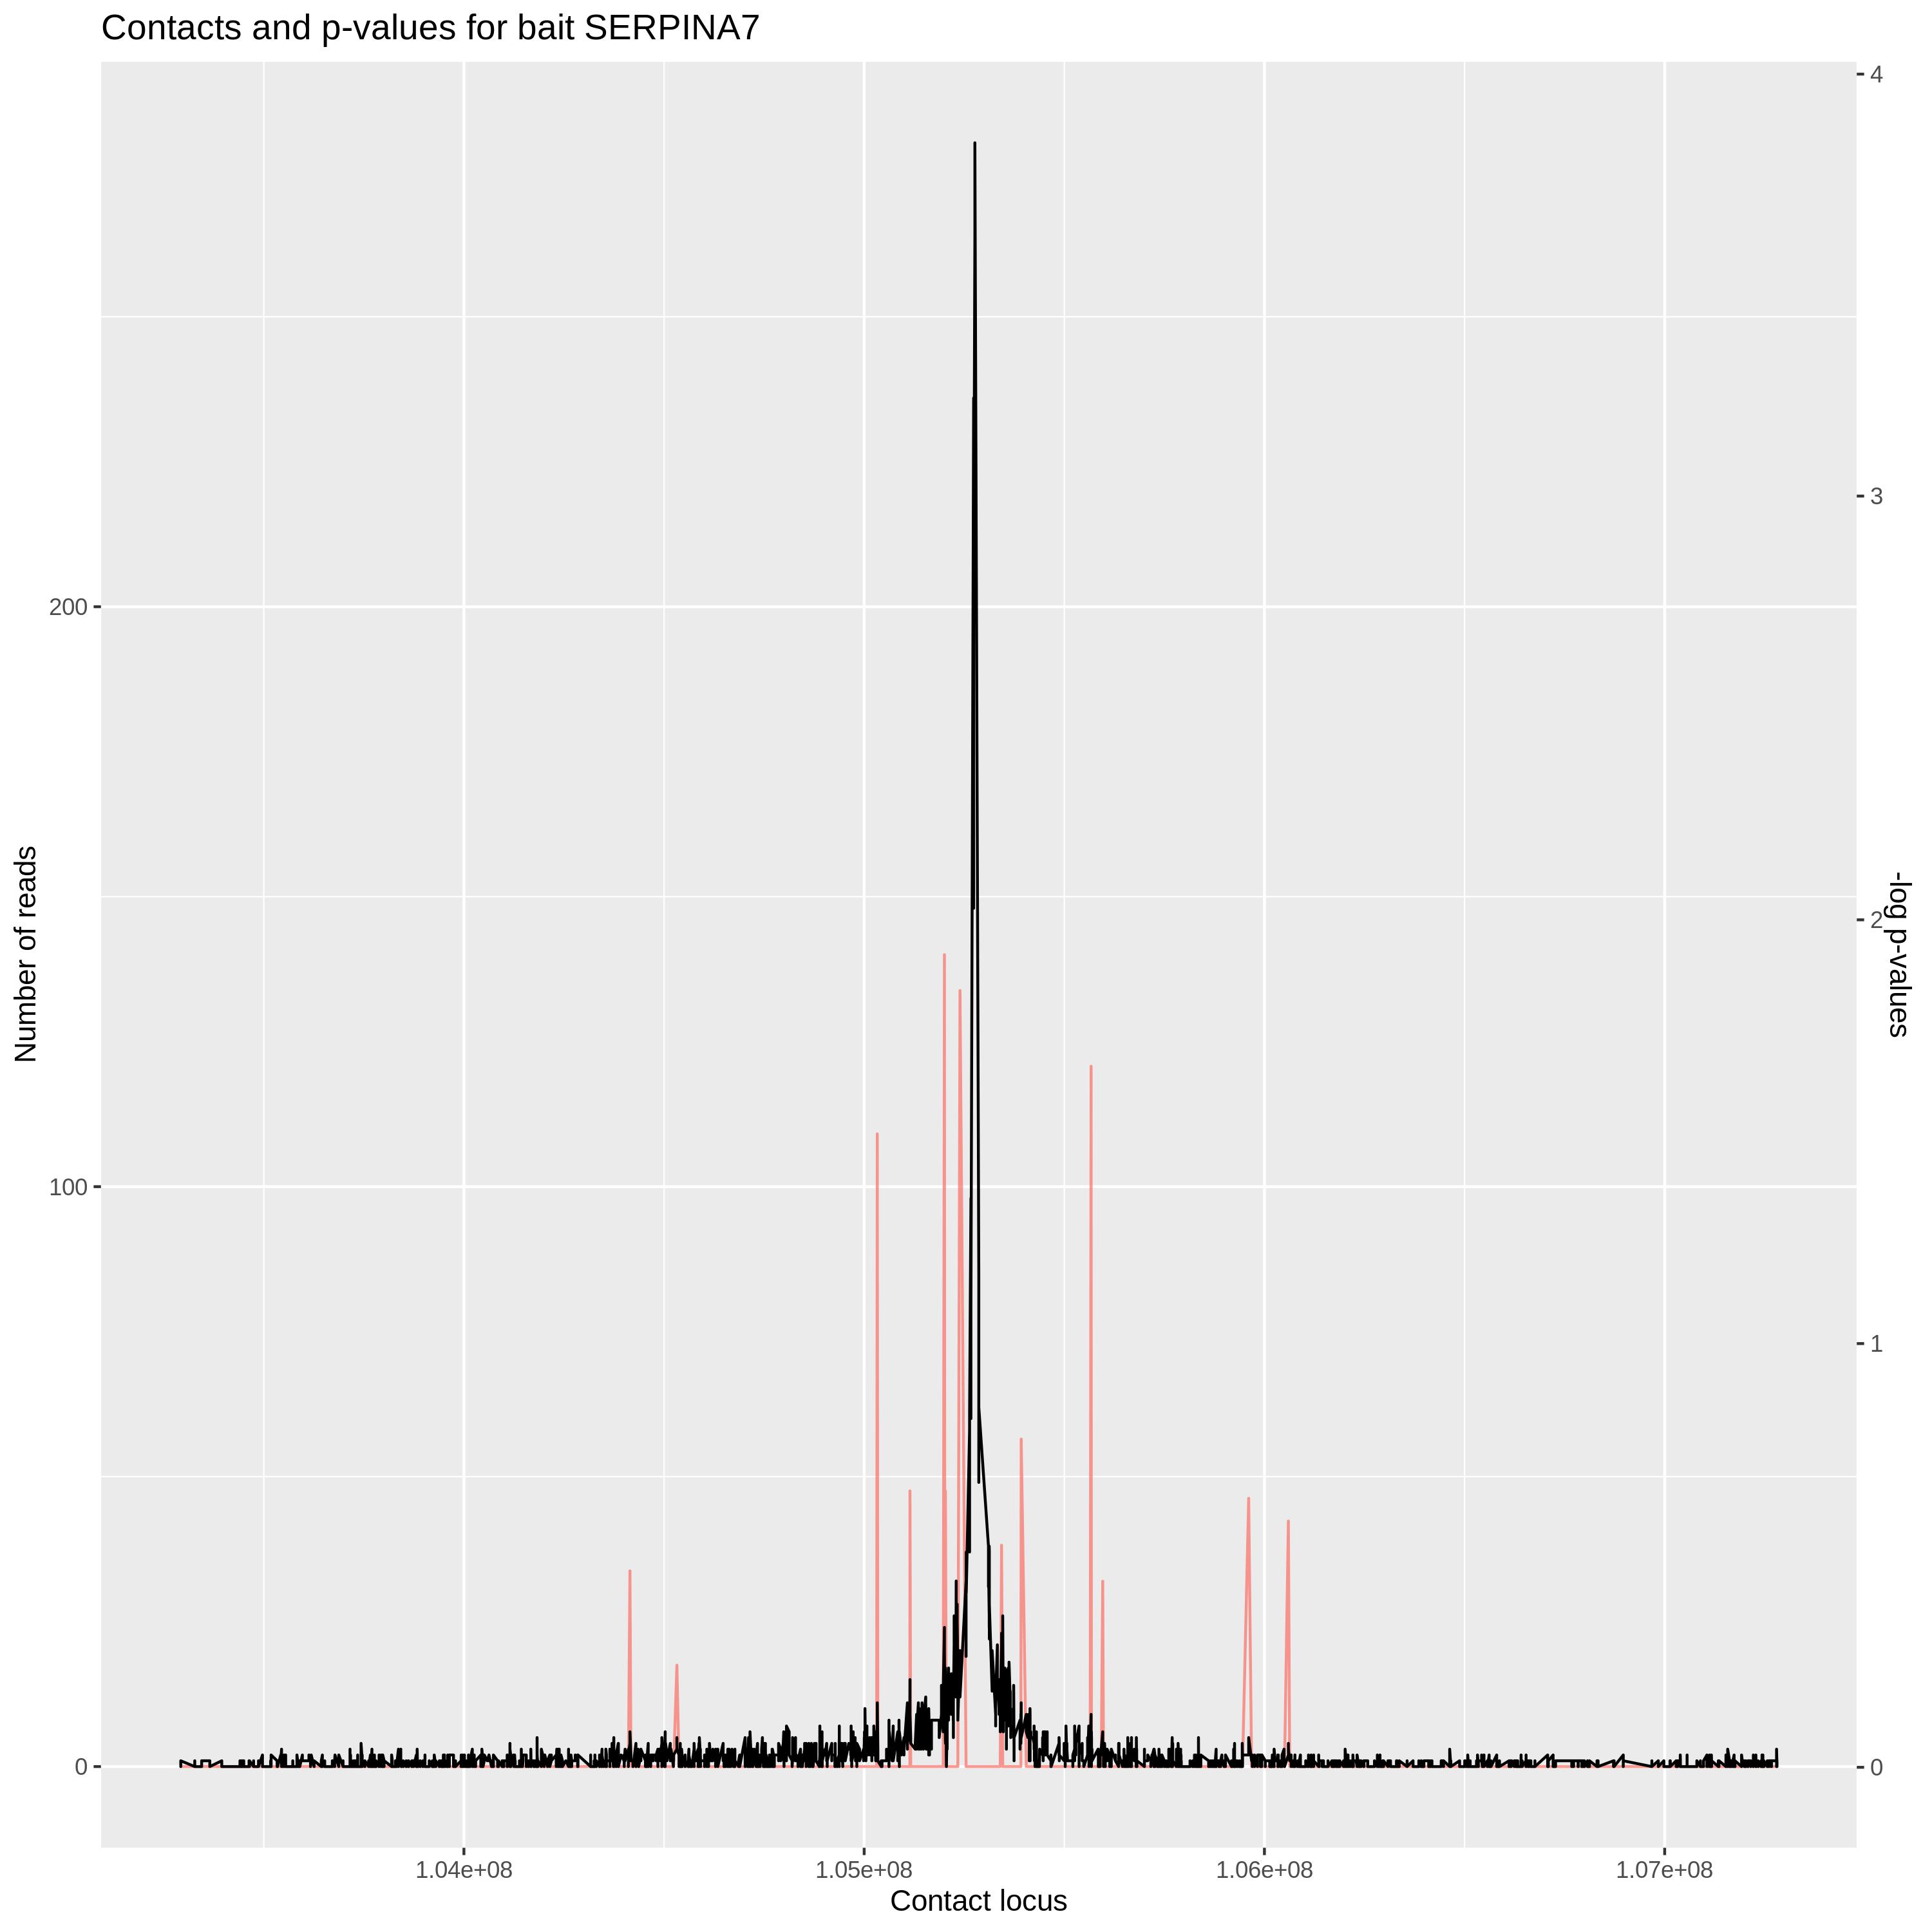 Contacts and p-values for bait SERPINA7
Number of reads
200
100
0
4
3
2
1
0
-log p-values
1.04e+08 1.05e+08 1.06e+08 1.07e+08
Contact locus